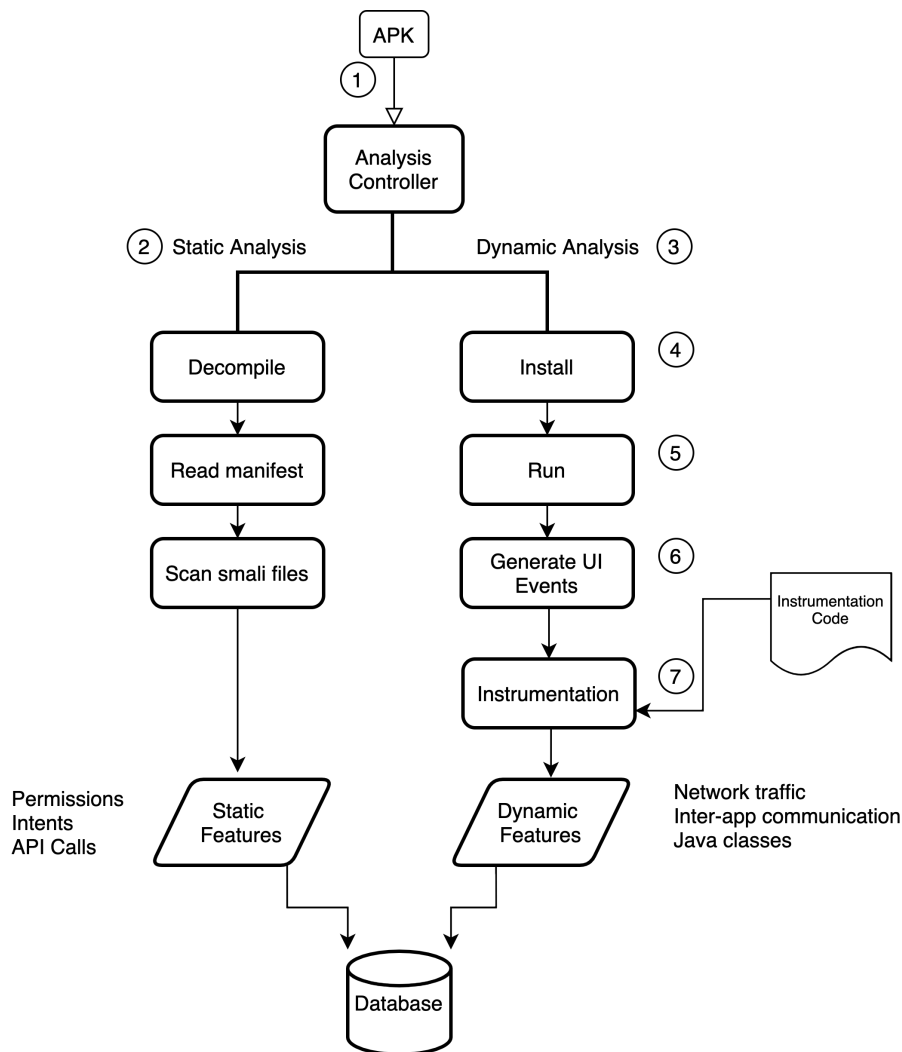 APK
1
Analysis
Controller
2 Static Analysis
Dynamic Analysis 3
Decompile
Install
4
Read manifest
Run
5
Scan smali files
Generate UI
Events
6
Instrumentation
Code
Instrumentation
7
Permissions
Intents
API Calls
Static
Features
Dynamic
Features
Network traffic
Inter-app communication
Java classes
Database